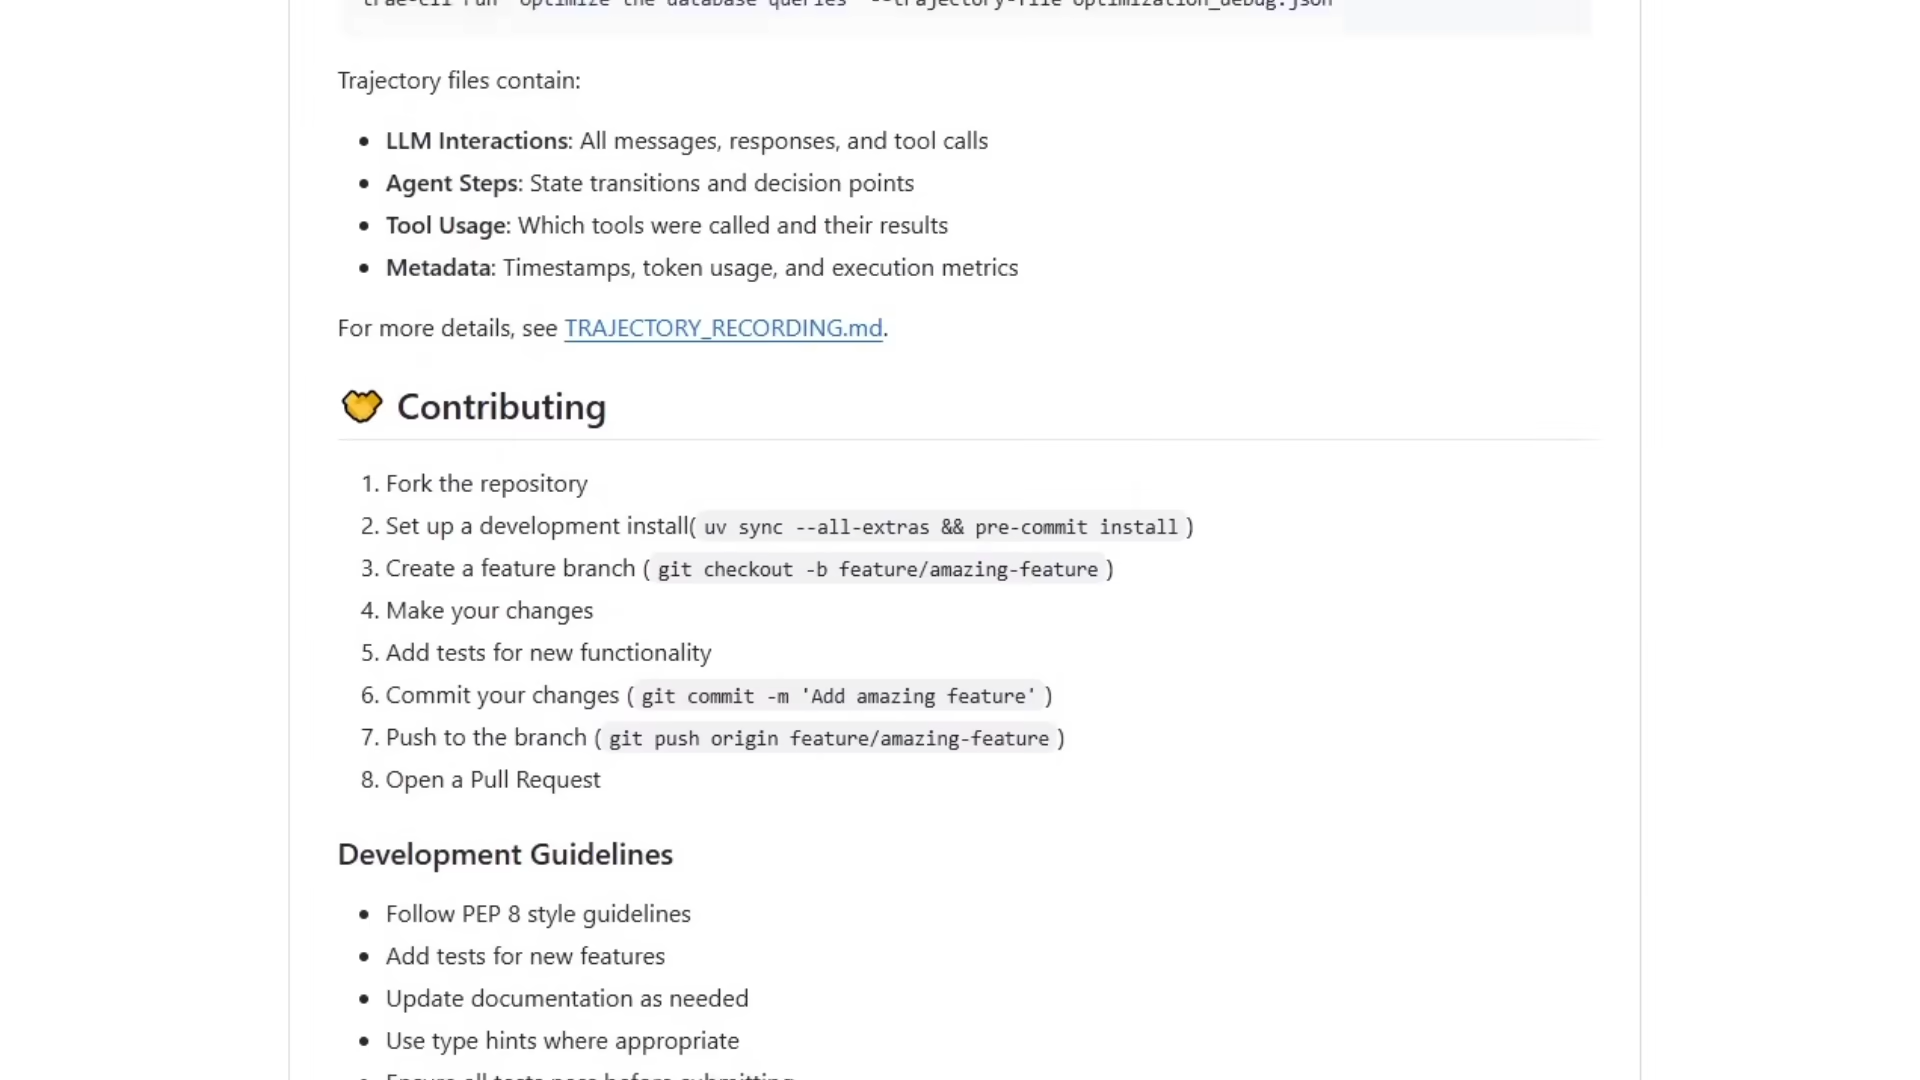 trae-cli run "Optimize the database queries" --trajectory-file optimization_debug.json
Trajectory files contain:
• LLM Interactions: All messages, responses, and tool calls
• Agent Steps: State transitions and decision points
• Tool Usage: Which tools were called and their results
• Metadata: Timestamps, token usage, and execution metrics
For more details, see TRAJECTORY_RECORDING.md.
Contributing
1. Fork the repository
2. Set up a development install( uv sync --all-extras && pre-commit install )
3. Create a feature branch ( git checkout -b feature/amazing-feature )
4. Make your changes
5. Add tests for new functionality
6. Commit your changes ( git commit -m 'Add amazing feature' )
7. Push to the branch ( git push origin feature/amazing-feature )
8. Open a Pull Request
Development Guidelines
• Follow PEP 8 style guidelines
• Add tests for new features
• Update documentation as needed
• Use type hints where appropriate
• Ensure all tests pass before submitting